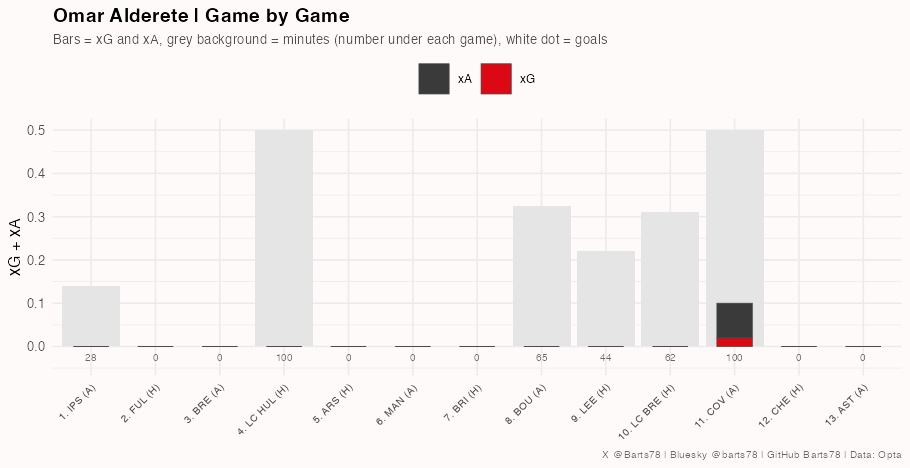 Omar Alderete | Game by Game
Bars = xG and xA, grey background = minutes (number under each game), white dot = goals
xA xG
xG + xA
0.5
0.4
0.3
0.2
0.1
0.0
28 0 0 100 0 0 0 65 44 62 100 0 0
1. IPS (A)
2. FUL (H)
3. BRE (A)
4. LC HUL (H)
5. ARS (H)
6. MAN (A)
7. BRI (H)
8. BOU (A)
9. LEE (H)
10. LC BRE (H)
11. COV (A)
12. CHE (H)
13. AST (A)
X @Barts78 | Bluesky @barts78 | GitHub Barts78 | Data: Opta